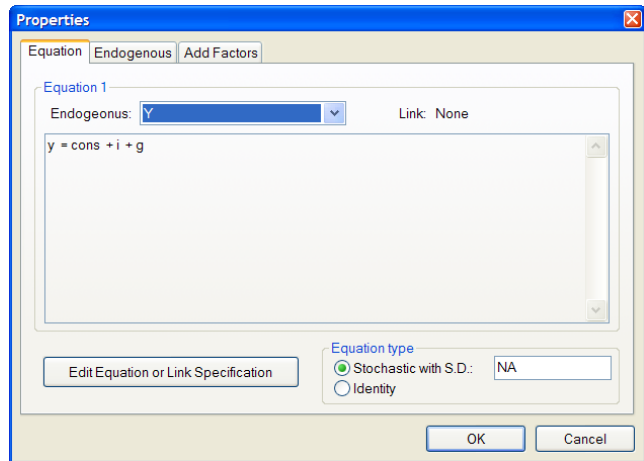 Properties
Equation Endogenous Add Factors
Equation 1
Endogeonus: Y Link: None
y = cons + i + g
Equation type
Edit Equation or Link Specification Stochastic with S.D.: NA
Identity
OK Cancel